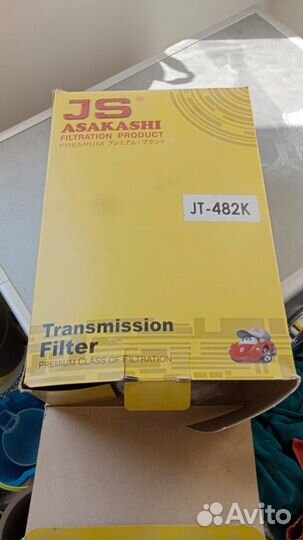 JS®
ASAKASHI
FILTRATION PRODUCT
PREMIUM プレミアム・ブランド
JT-482K
Transmission
Filter
PREMIUM CLASS OF FILTRATION
Avito